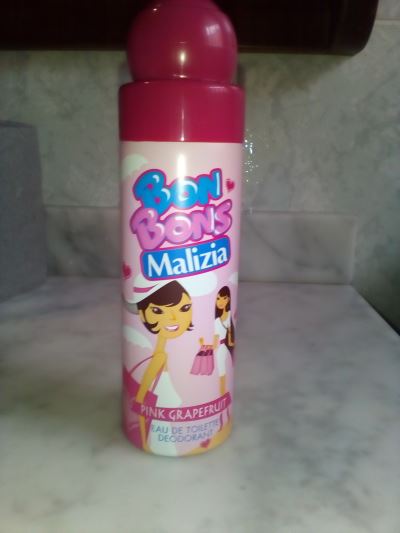 BON
BONS
Malizia
PINK GRAPEFRUIT
EAU DE TOILETTE
DEODORANT